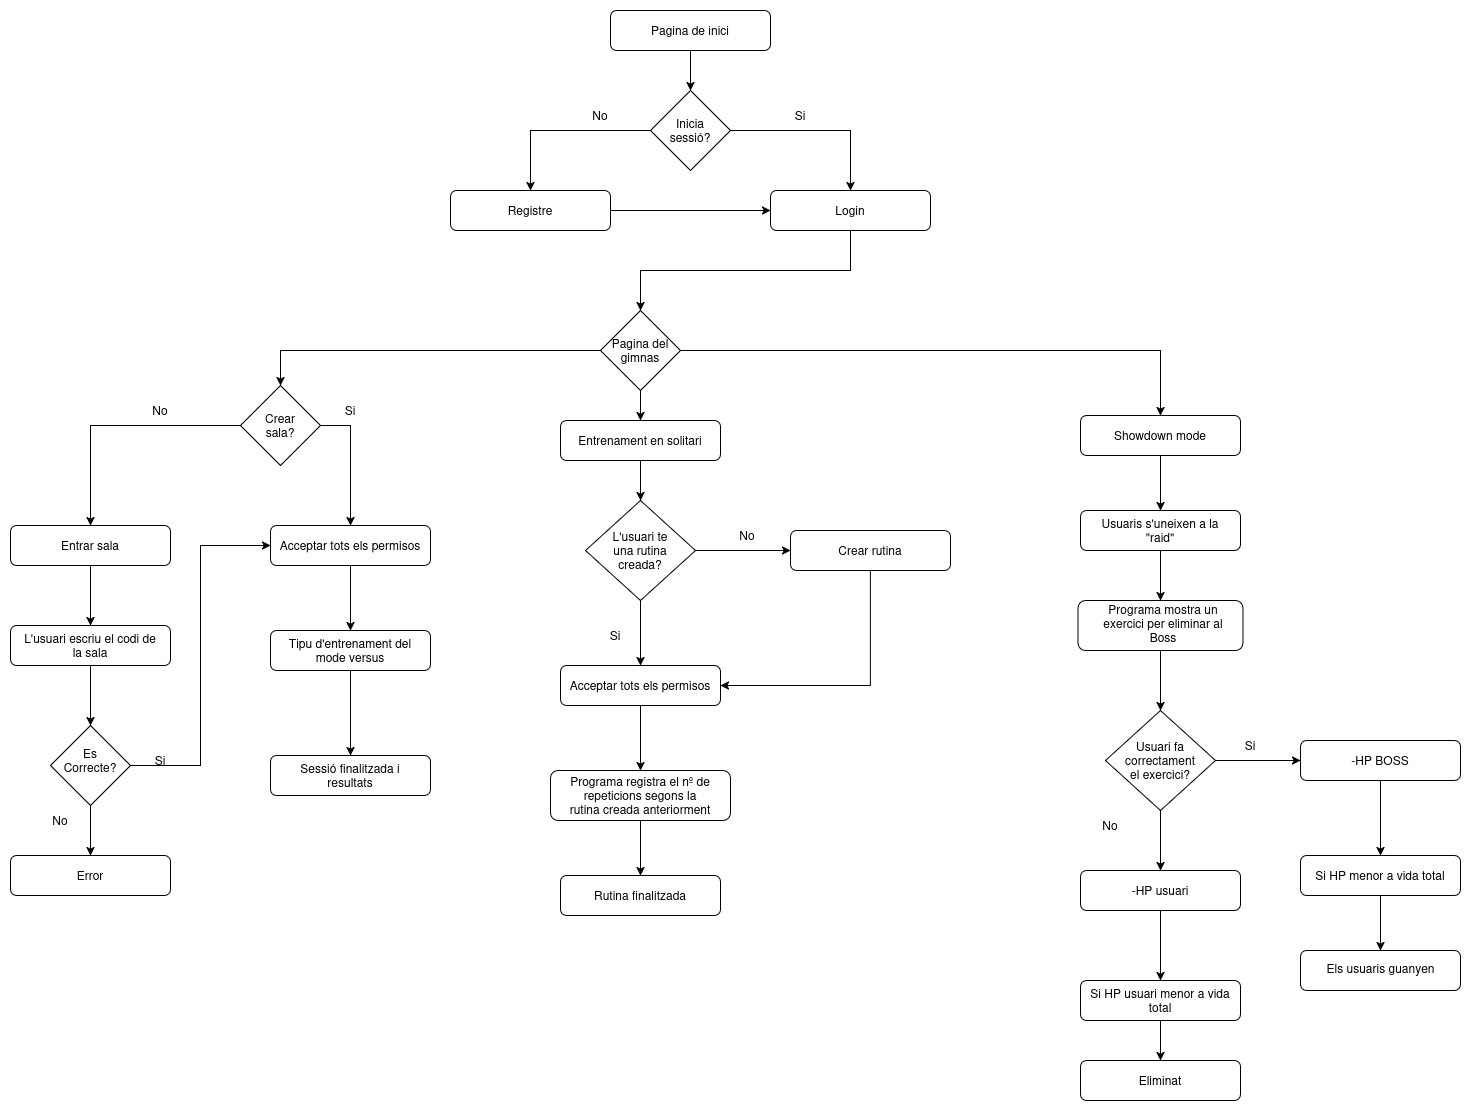 Pagina de inici
Inicia
sessió?
No
Si
Registre
Login
Pagina del
gimnas
Crear
sala?
No
Si
Entrar sala
Acceptar tots els permisos
L'usuari escriu el codi de
la sala
Tipu d'entrenament del
mode versus
Es
Correcte?
Si
No
Sessió finalitzada i
resultats
Error
Entrenament en solitari
L'usuari te
una rutina
creada?
No
Crear rutina
Si
Acceptar tots els permisos
Programa registra el nº de
repeticions segons la
rutina creada anteriorment
Rutina finalitzada
Showdown mode
Usuaris s'uneixen a la
"raid"
Programa mostra un
exercici per eliminar al
Boss
Usuari fa
correctament
el exercici?
Si
-HP BOSS
No
Si HP menor a vida total
-HP usuari
Els usuaris guanyen
Si HP usuari menor a vida
total
Eliminat